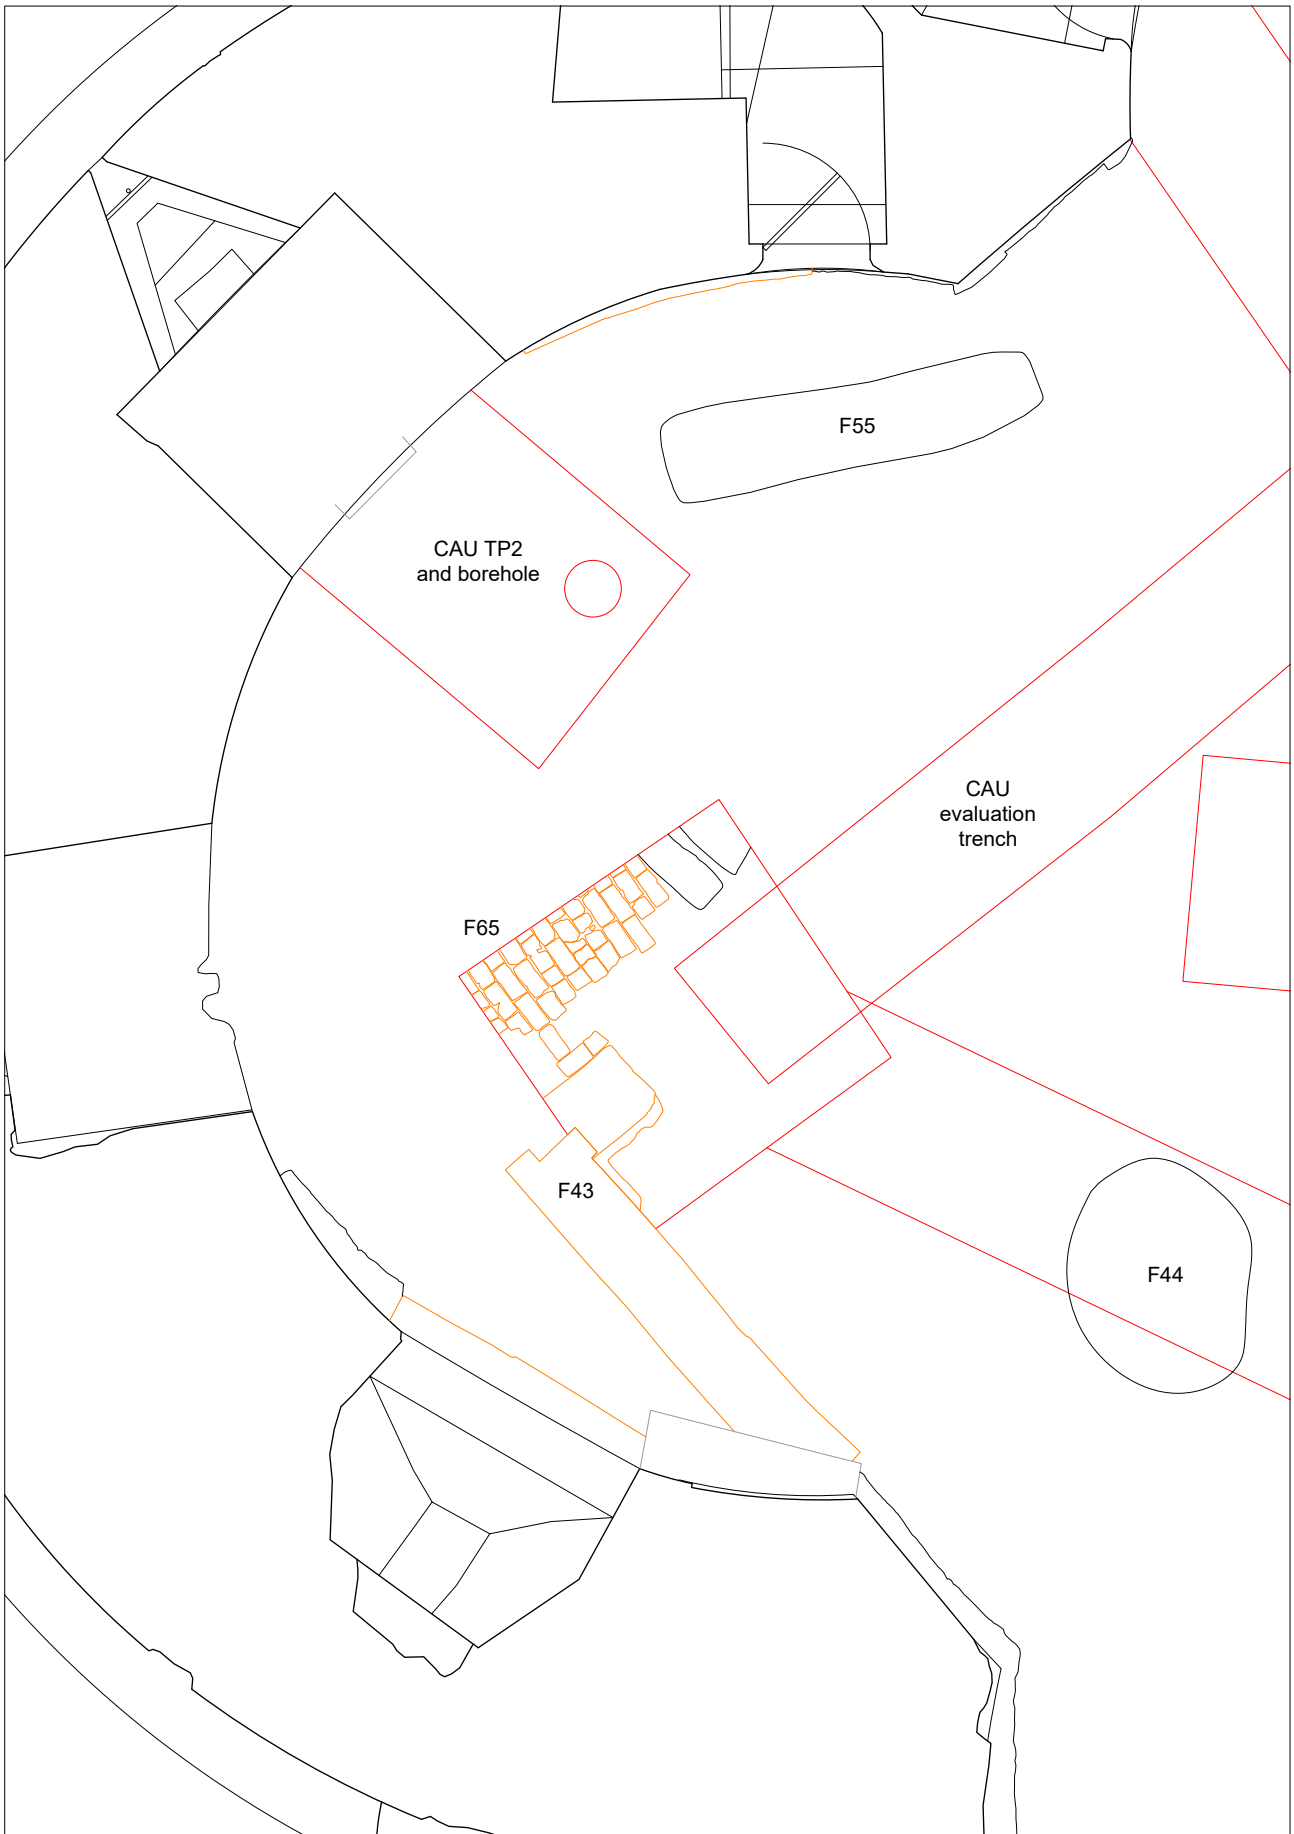 F55
CAU TP2
and borehole
CAU
evaluation
trench
F65
F43
F44